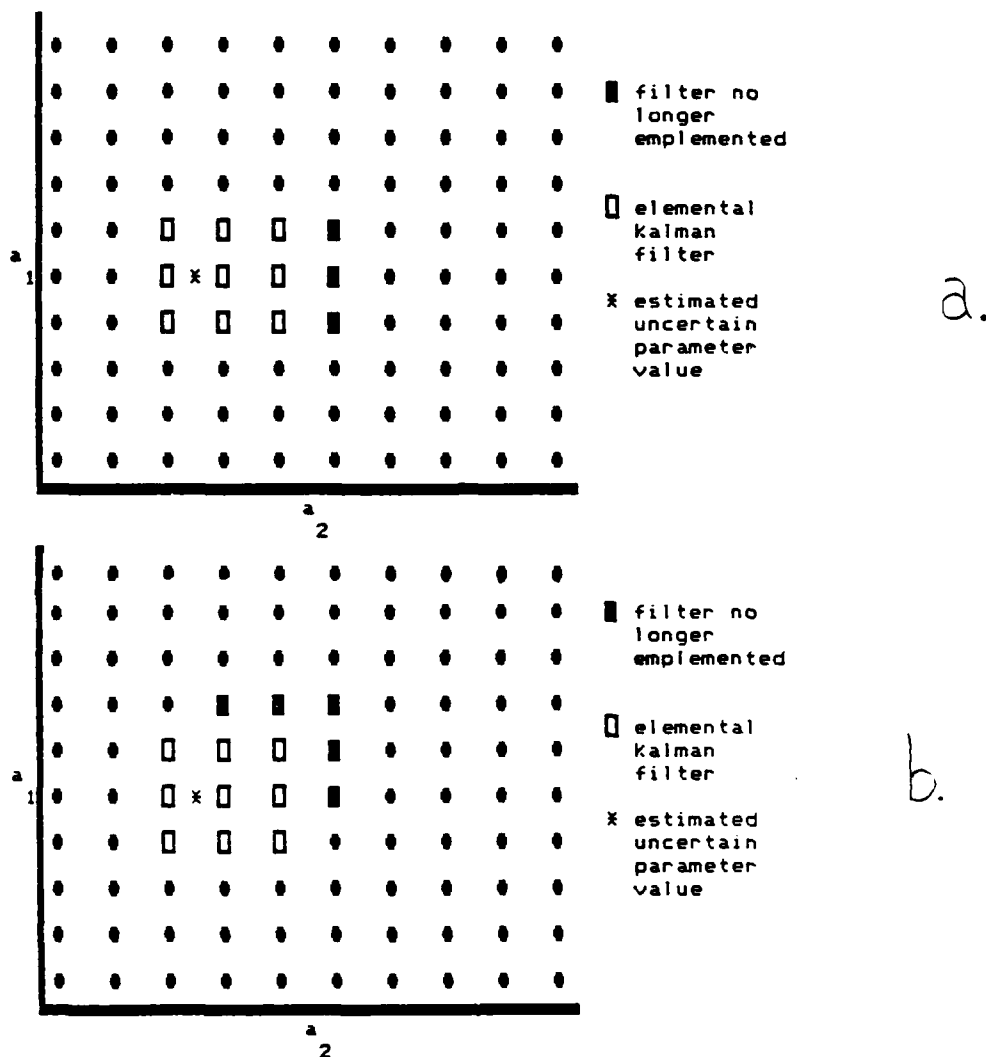 filter no
longer
emplemented
elemental
Kalman
filter
a
1
* estimated
uncertain
parameter
value
a.
a
2
filter no
longer
emplemented
elemental
Kalman
filter
a
1
* estimated
uncertain
parameter
value
b.
a
2